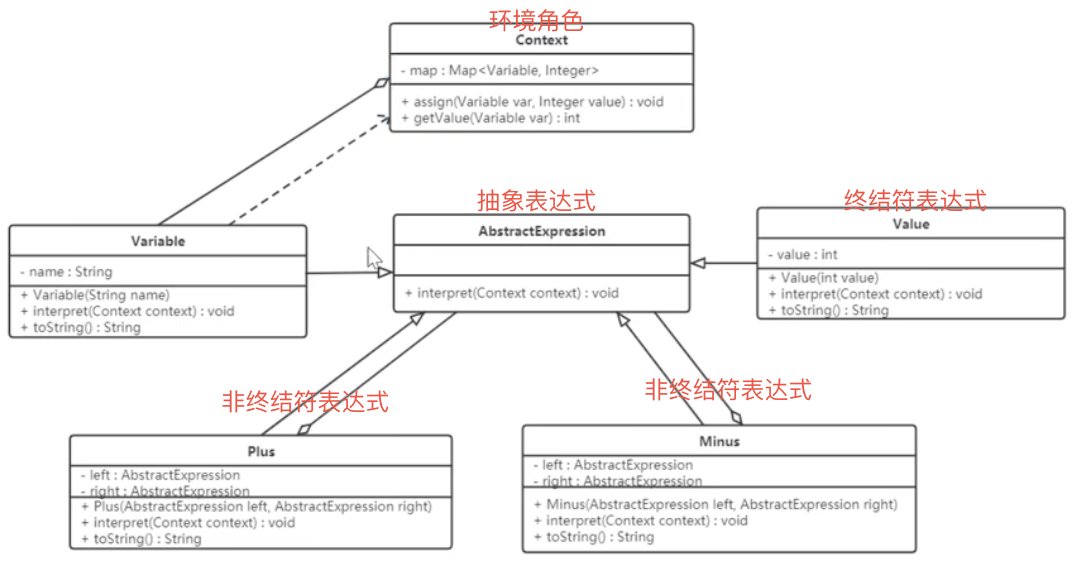 环境角色
Context
- map : Map<Variable, Integer>
+ assign(Variable var, Integer value) : void
+ getValue(Variable var) : int
Variable
- name : String
+ Variable(String name)
+ interpret(Context context) : void
+ toString() : String
抽象表达式
AbstractExpression
+ interpret(Context context) : void
终结符表达式
Value
- value : int
+ Value(int value)
+ interpret(Context context) : void
+ toString() : String
非终结符表达式
Plus
- left : AbstractExpression
- right : AbstractExpression
+ Plus(AbstractExpression left, AbstractExpression right)
+ interpret(Context context) : void
+ toString() : String
非终结符表达式
Minus
- left : AbstractExpression
- right : AbstractExpression
+ Minus(AbstractExpression left, AbstractExpression right)
+ interpret(Context context) : void
+ toString() : String